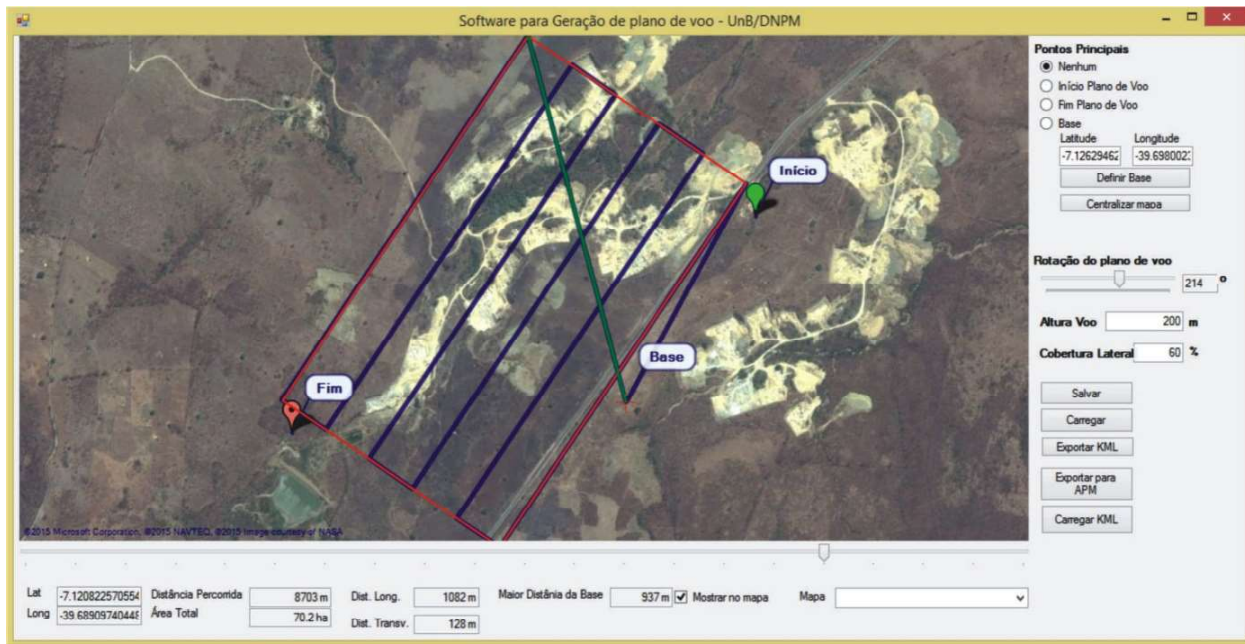 Software para Geração de plano de voo - UnB/DNPM
Início
Base
Fim
©2015 Microsoft Corporation, ©2015 NAVTEQ, ©2015 Image courtesy of NASA
Pontos Principais
Nenhum
Início Plano de Voo
Fim Plano de Voo
Base
Latitude Longitude
-7.12629462 -39.6980023
Definir Base
Centralizar mapa
Rotação do plano de voo
214 º
Altura Voo 200 m
Cobertura Lateral 60 %
Salvar
Carregar
Exportar KML
Exportar para
APM
Carregar KML
Lat -7.120822570554 Distância Percorrida 8703 m Dist. Long. 1082 m Maior Distânia da Base 937 m Mostrar no mapa Mapa
Long -39.68909740448 Área Total 70.2 ha Dist. Transv. 128 m